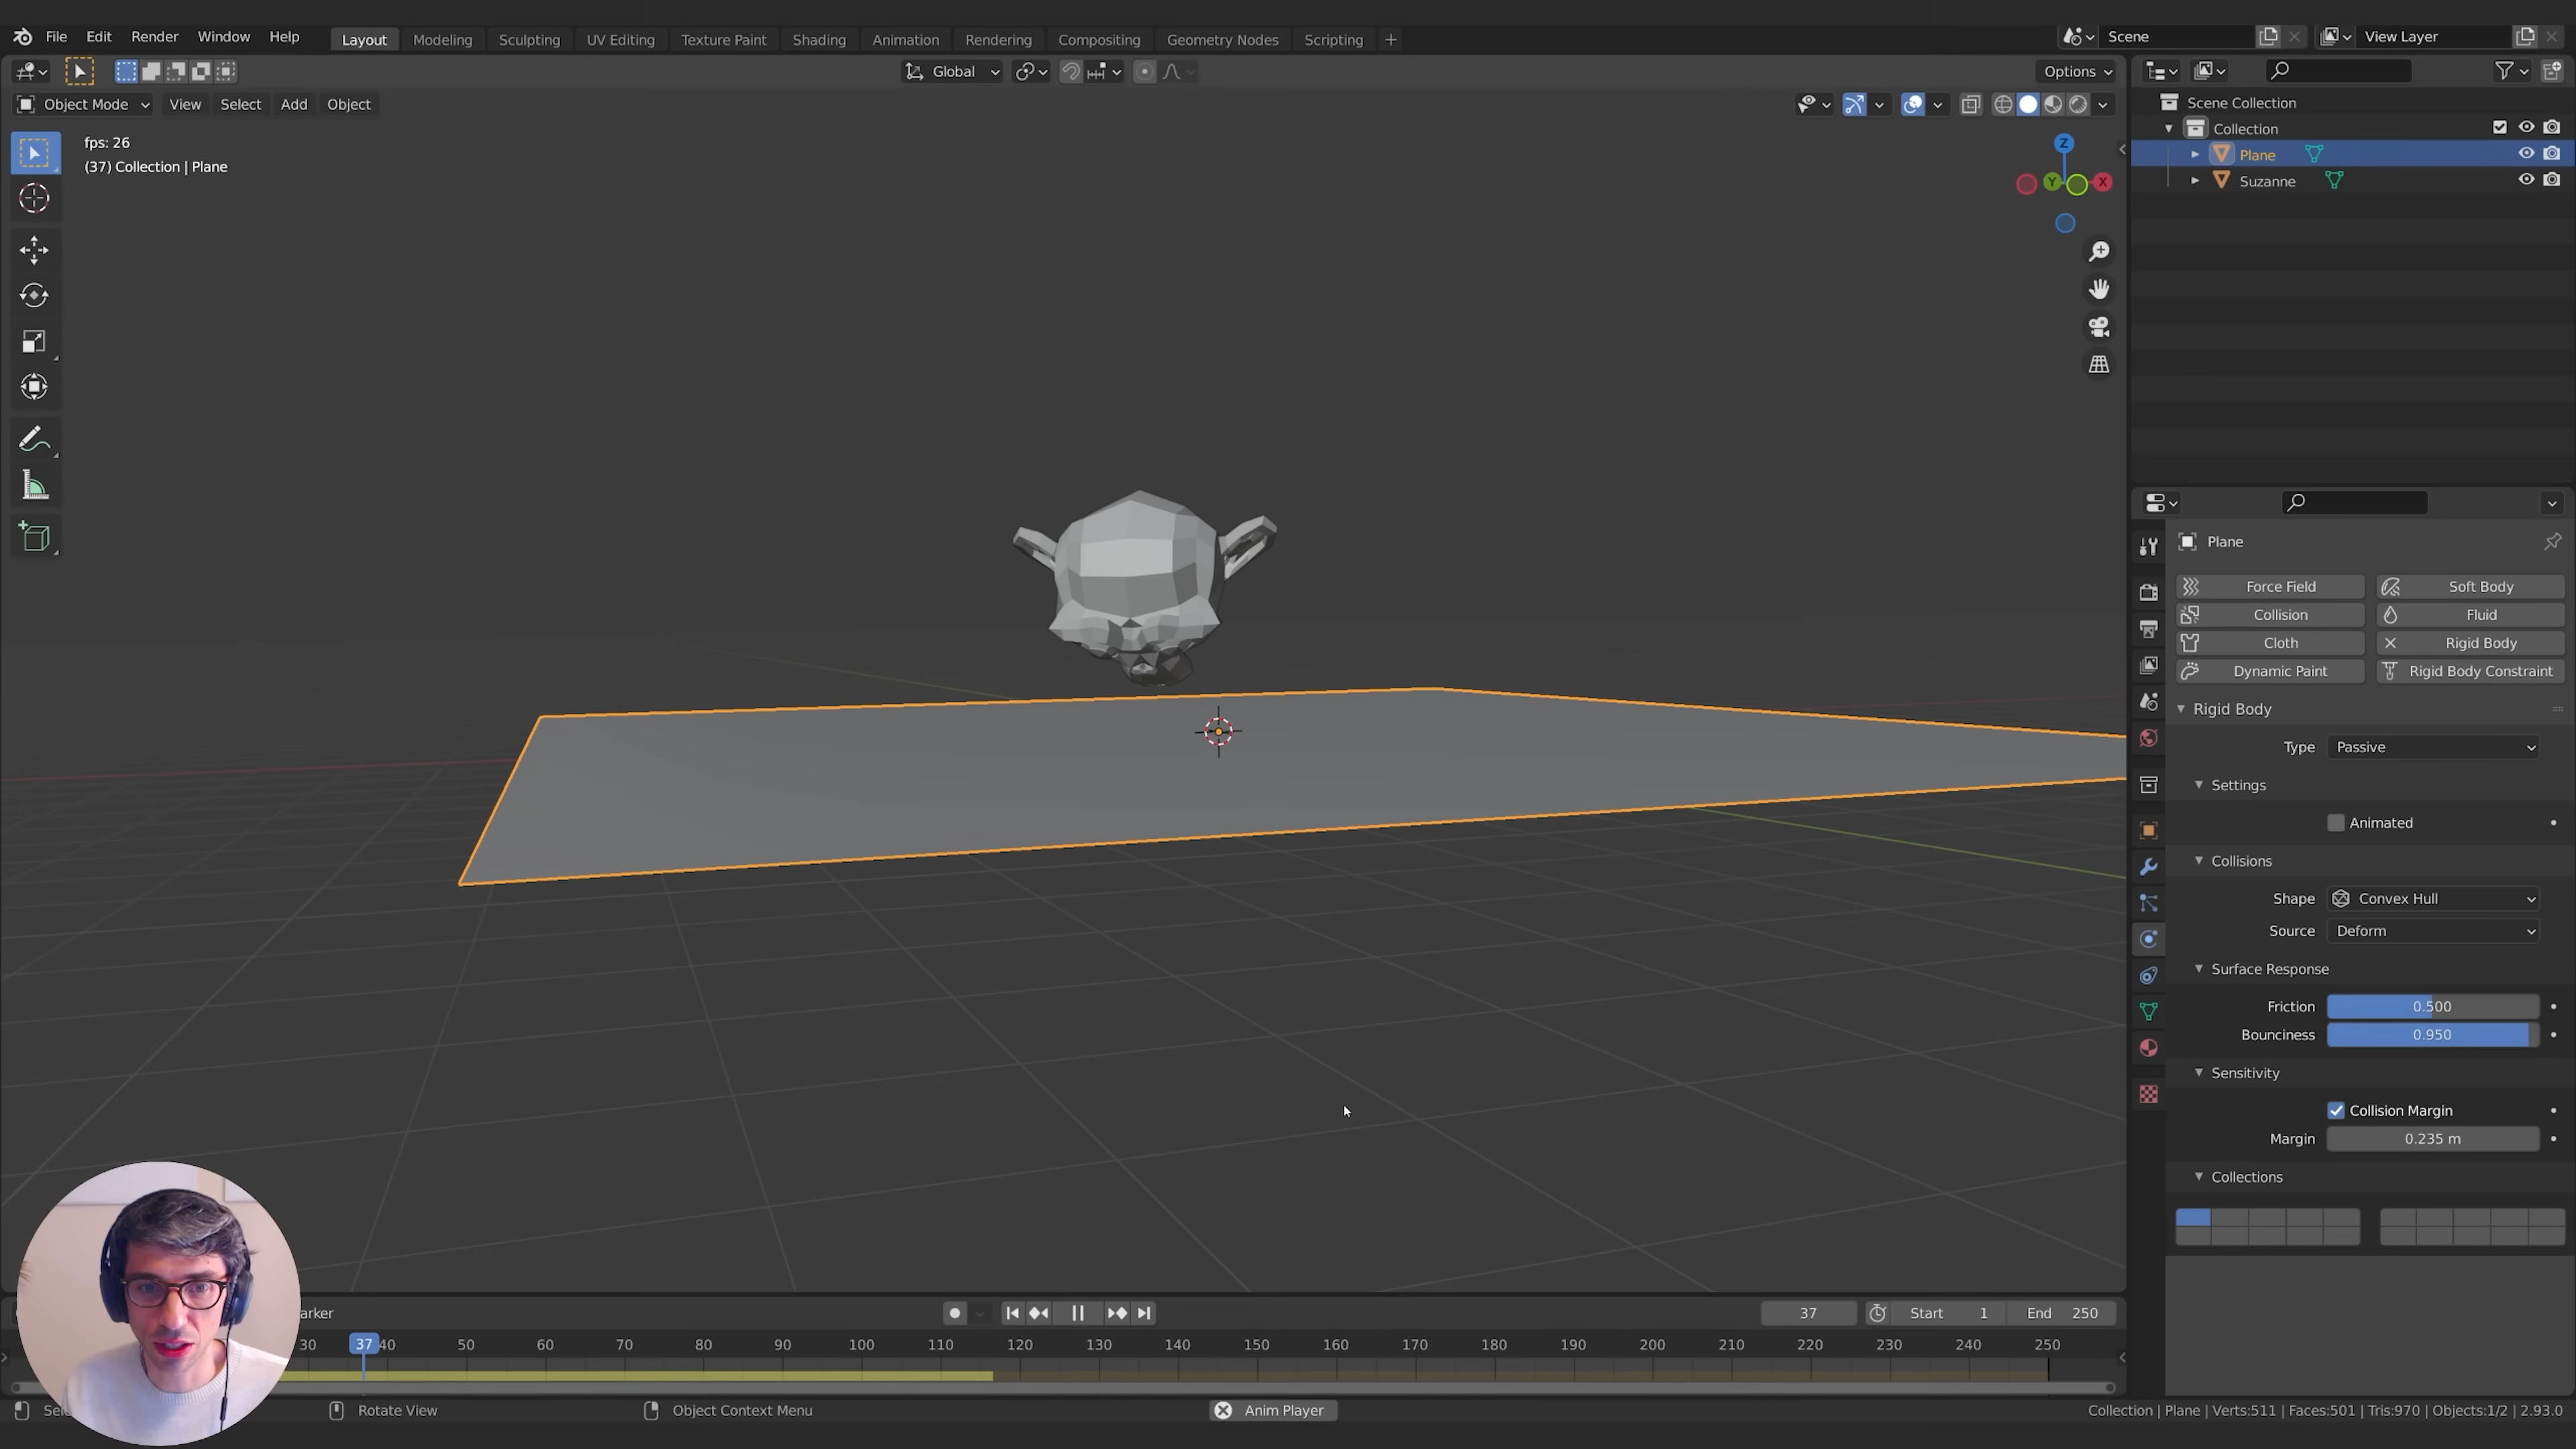 File Edit Render Window Help Layout Modeling Sculpting UV Editing Texture Paint Shading Animation Rendering Compositing Geometry Nodes Scripting + Scene View Layer
Global Options
Object Mode View Select Add Object
fps: 26
(37) Collection | Plane
Z
Y X
Scene Collection
Collection
Plane
Suzanne
Plane
Force Field Soft Body
Collision Fluid
Cloth Rigid Body
Dynamic Paint Rigid Body Constraint
Rigid Body
Type Passive
Settings
Animated
Collisions
Shape Convex Hull
Source Deform
Surface Response
Friction 0.500
Bounciness 0.950
Sensitivity
Collision Margin
Margin 0.235 m
Collections
arker 37 Start 1 End 250
30 37 40 50 60 70 80 90 100 110 120 130 140 150 160 170 180 190 200 210 220 230 240 250
Rotate View Object Context Menu Anim Player Collection | Plane | Verts:511 | Faces:501 | Tris:970 | Objects:1/2 | 2.93.0